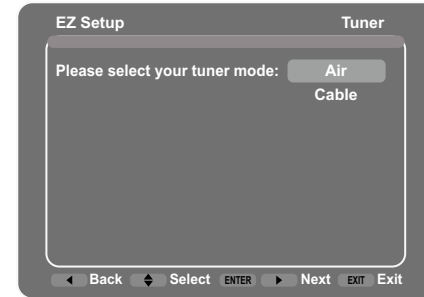 EZ Setup Tuner
Please select your tuner mode: Air
Cable
Back Select ENTER Next EXIT Exit